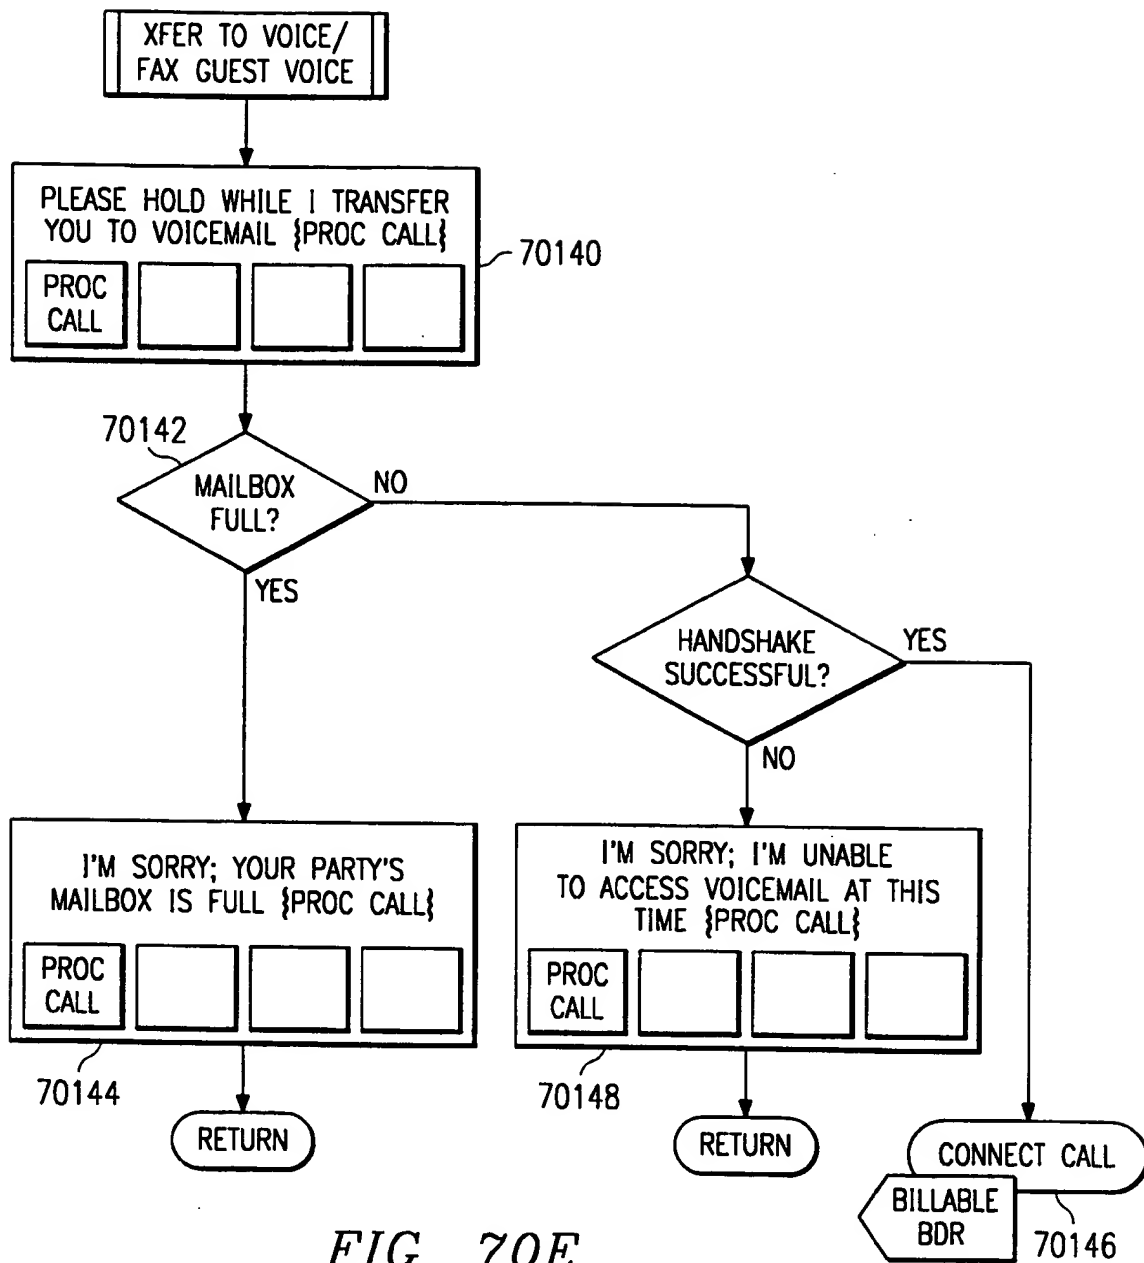 XFER TO VOICE/
FAX GUEST VOICE
PLEASE HOLD WHILE I TRANSFER
YOU TO VOICEMAIL {PROC CALL}
70140
PROC
CALL
70142
MAILBOX
FULL?
NO
YES
HANDSHAKE
SUCCESSFUL?
YES
NO
I'M SORRY; YOUR PARTY'S
MAILBOX IS FULL {PROC CALL}
PROC
CALL
70144
RETURN
I'M SORRY; I'M UNABLE
TO ACCESS VOICEMAIL AT THIS
TIME {PROC CALL}
PROC
CALL
70148
RETURN
CONNECT CALL
BILLABLE
BDR
70146
FIG. 70E